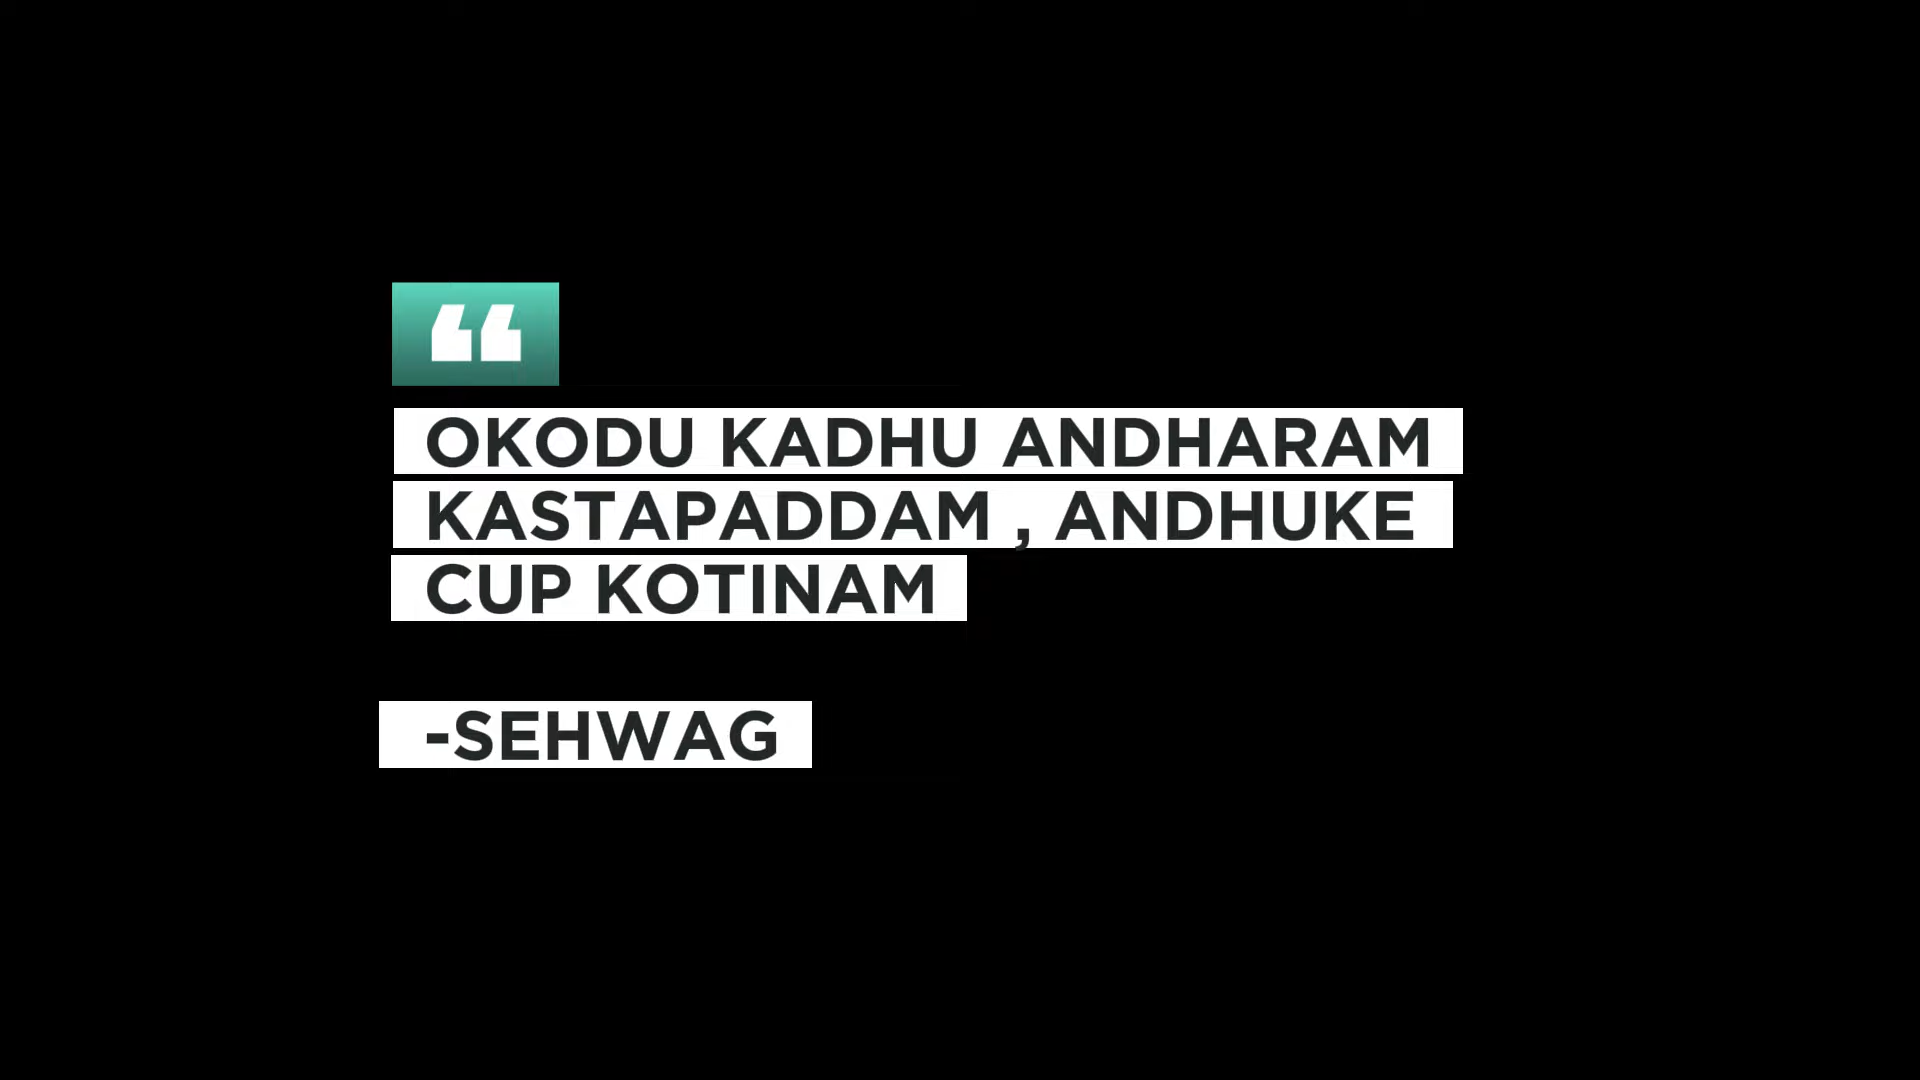 “
OKODU KADHU ANDHARAM
KASTAPADDAM , ANDHUKE
CUP KOTINAM
-SEHWAG